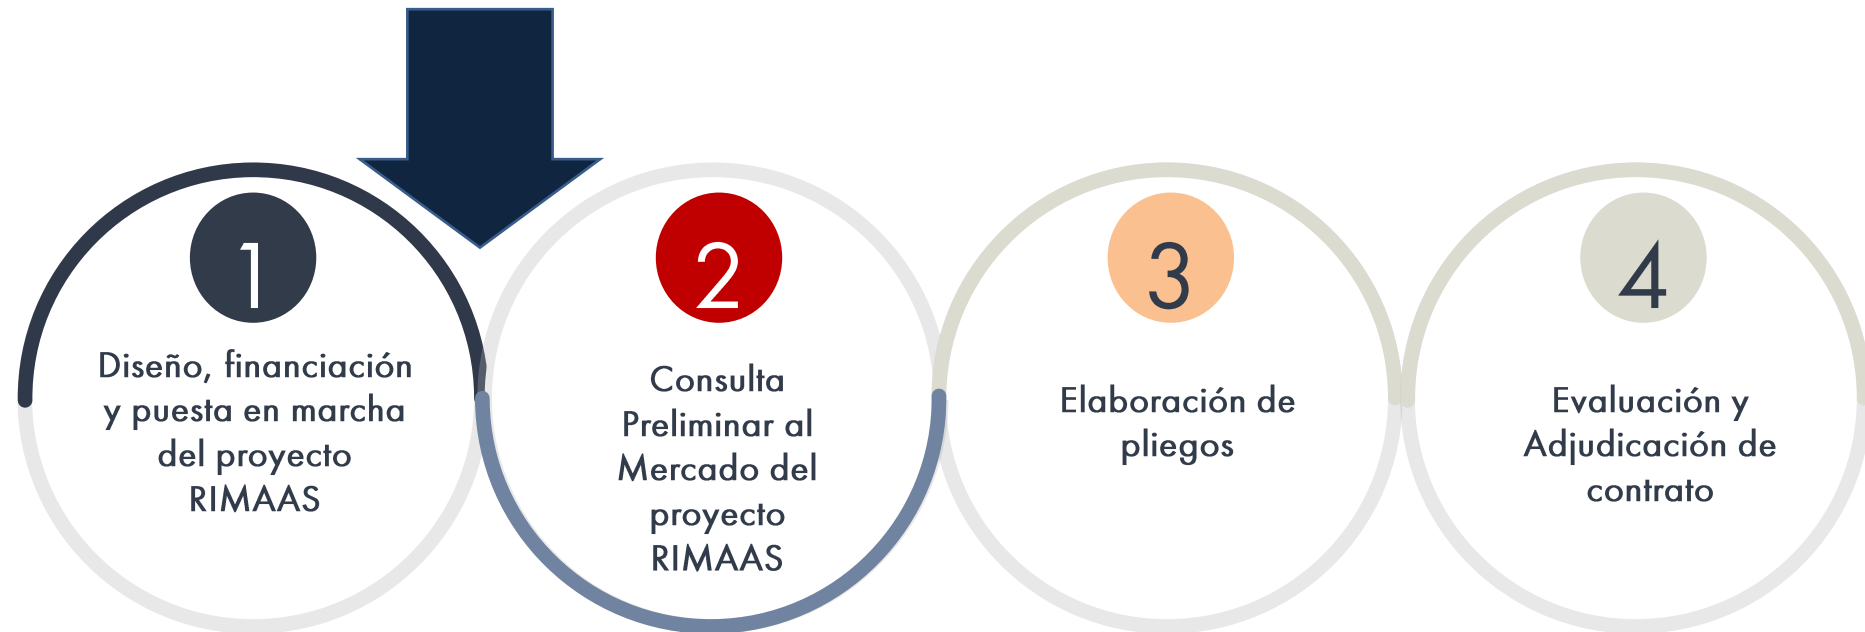 1
Diseño, financiación
y puesta en marcha
del proyecto
RIMAAS
2
Consulta
Preliminar al
Mercado del
proyecto
RIMAAS
3
Elaboración de
pliegos
4
Evaluación y
Adjudicación de
contrato